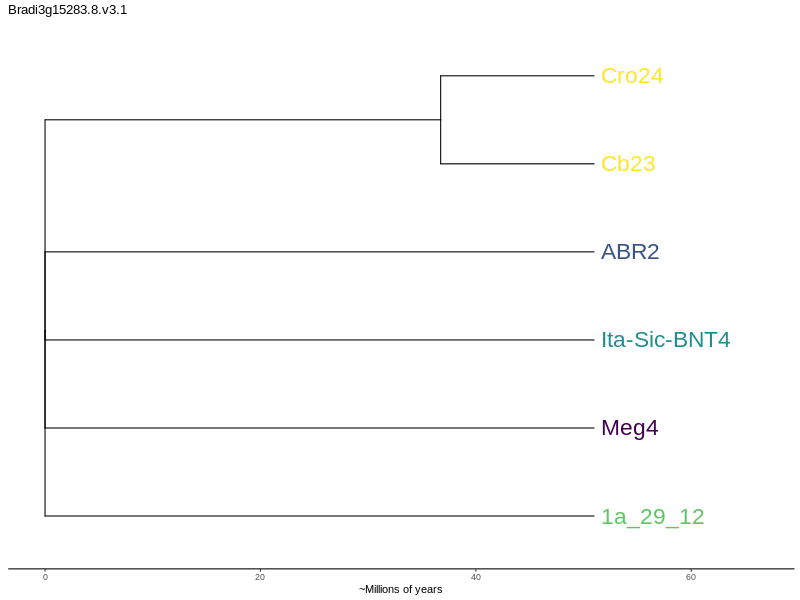 Bradi3g15283.8.v3.1
Cro24
Cb23
ABR2
Ita-Sic-BNT4
Meg4
1a_29_12
0 20 40 60
~Millions of years